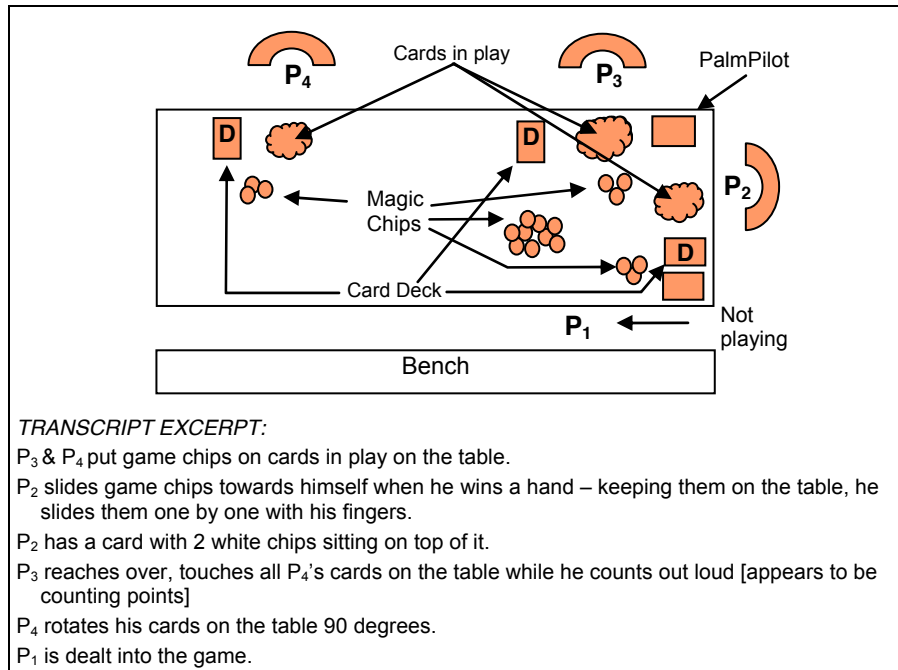 Cards in play
P₄
P₃
PalmPilot
D
D
P₂
Magic
Chips
D
Card Deck
P₁
Not
playing
Bench
TRANSCRIPT EXCERPT:
P₃ & P₄ put game chips on cards in play on the table.
P₂ slides game chips towards himself when he wins a hand – keeping them on the table, he
slides them one by one with his fingers.
P₂ has a card with 2 white chips sitting on top of it.
P₃ reaches over, touches all P₄'s cards on the table while he counts out loud [appears to be
counting points]
P₄ rotates his cards on the table 90 degrees.
P₁ is dealt into the game.